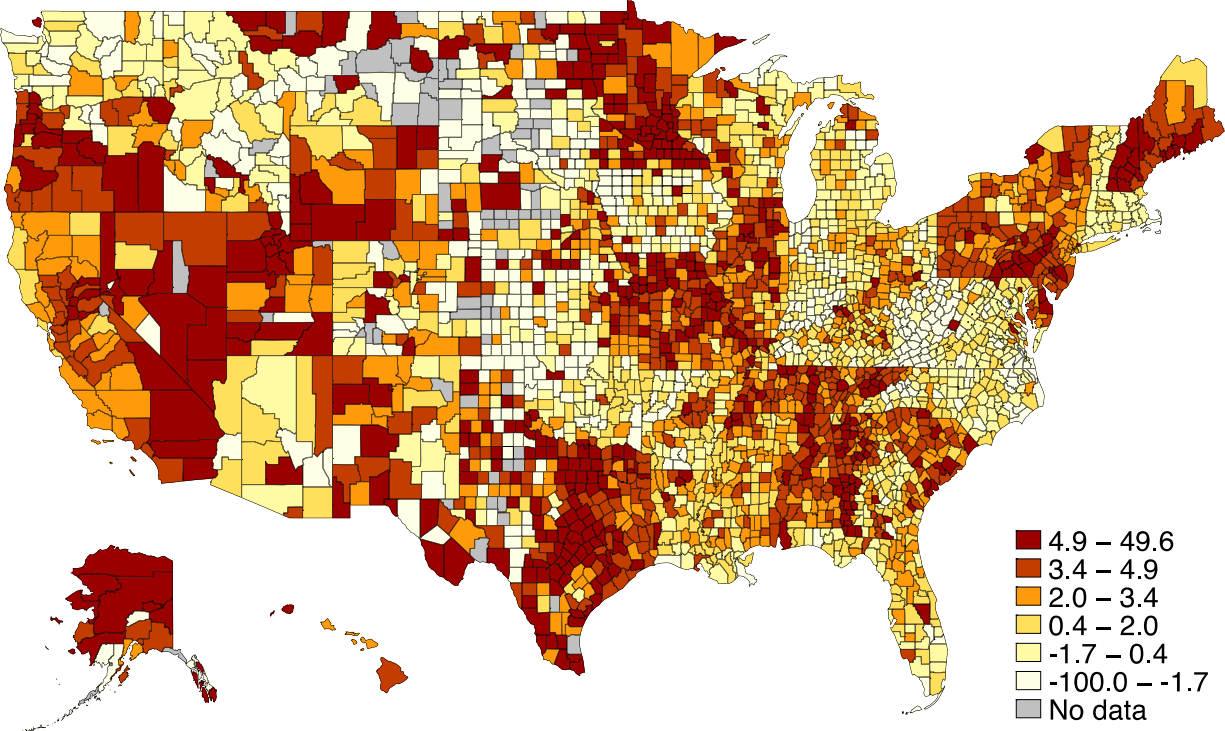 4.9 – 49.6
3.4 – 4.9
2.0 – 3.4
0.4 – 2.0
-1.7 – 0.4
-100.0 – -1.7
No data